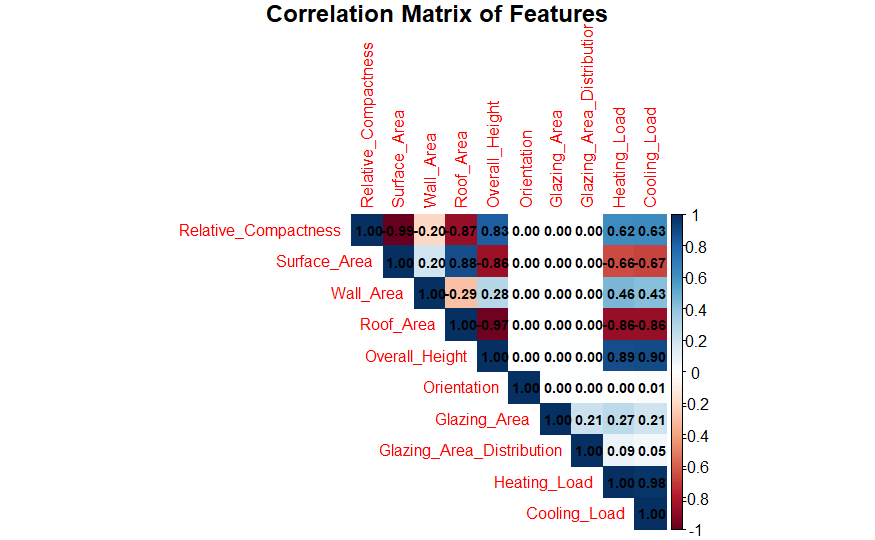 Correlation Matrix of Features
Relative_Compactness
Surface_Area
Wall_Area
Roof_Area
Overall_Height
Orientation
Glazing_Area
Glazing_Area_Distribution
Heating_Load
Cooling_Load
Relative_Compactness 1.00 -0.99 -0.20 -0.87 0.83 0.00 0.00 0.00 0.62 0.63
Surface_Area 1.00 0.20 0.88 -0.86 0.00 0.00 0.00 -0.66 -0.67
Wall_Area 1.00 -0.29 0.28 0.00 0.00 0.00 0.46 0.43
Roof_Area 1.00 -0.97 0.00 0.00 0.00 -0.86 -0.86
Overall_Height 1.00 0.00 0.00 0.00 0.89 0.90
Orientation 1.00 0.00 0.00 0.00 0.01
Glazing_Area 1.00 0.21 0.27 0.21
Glazing_Area_Distribution 1.00 0.09 0.05
Heating_Load 1.00 0.98
Cooling_Load 1.00
1
0.8
0.6
0.4
0.2
0
-0.2
-0.4
-0.6
-0.8
-1